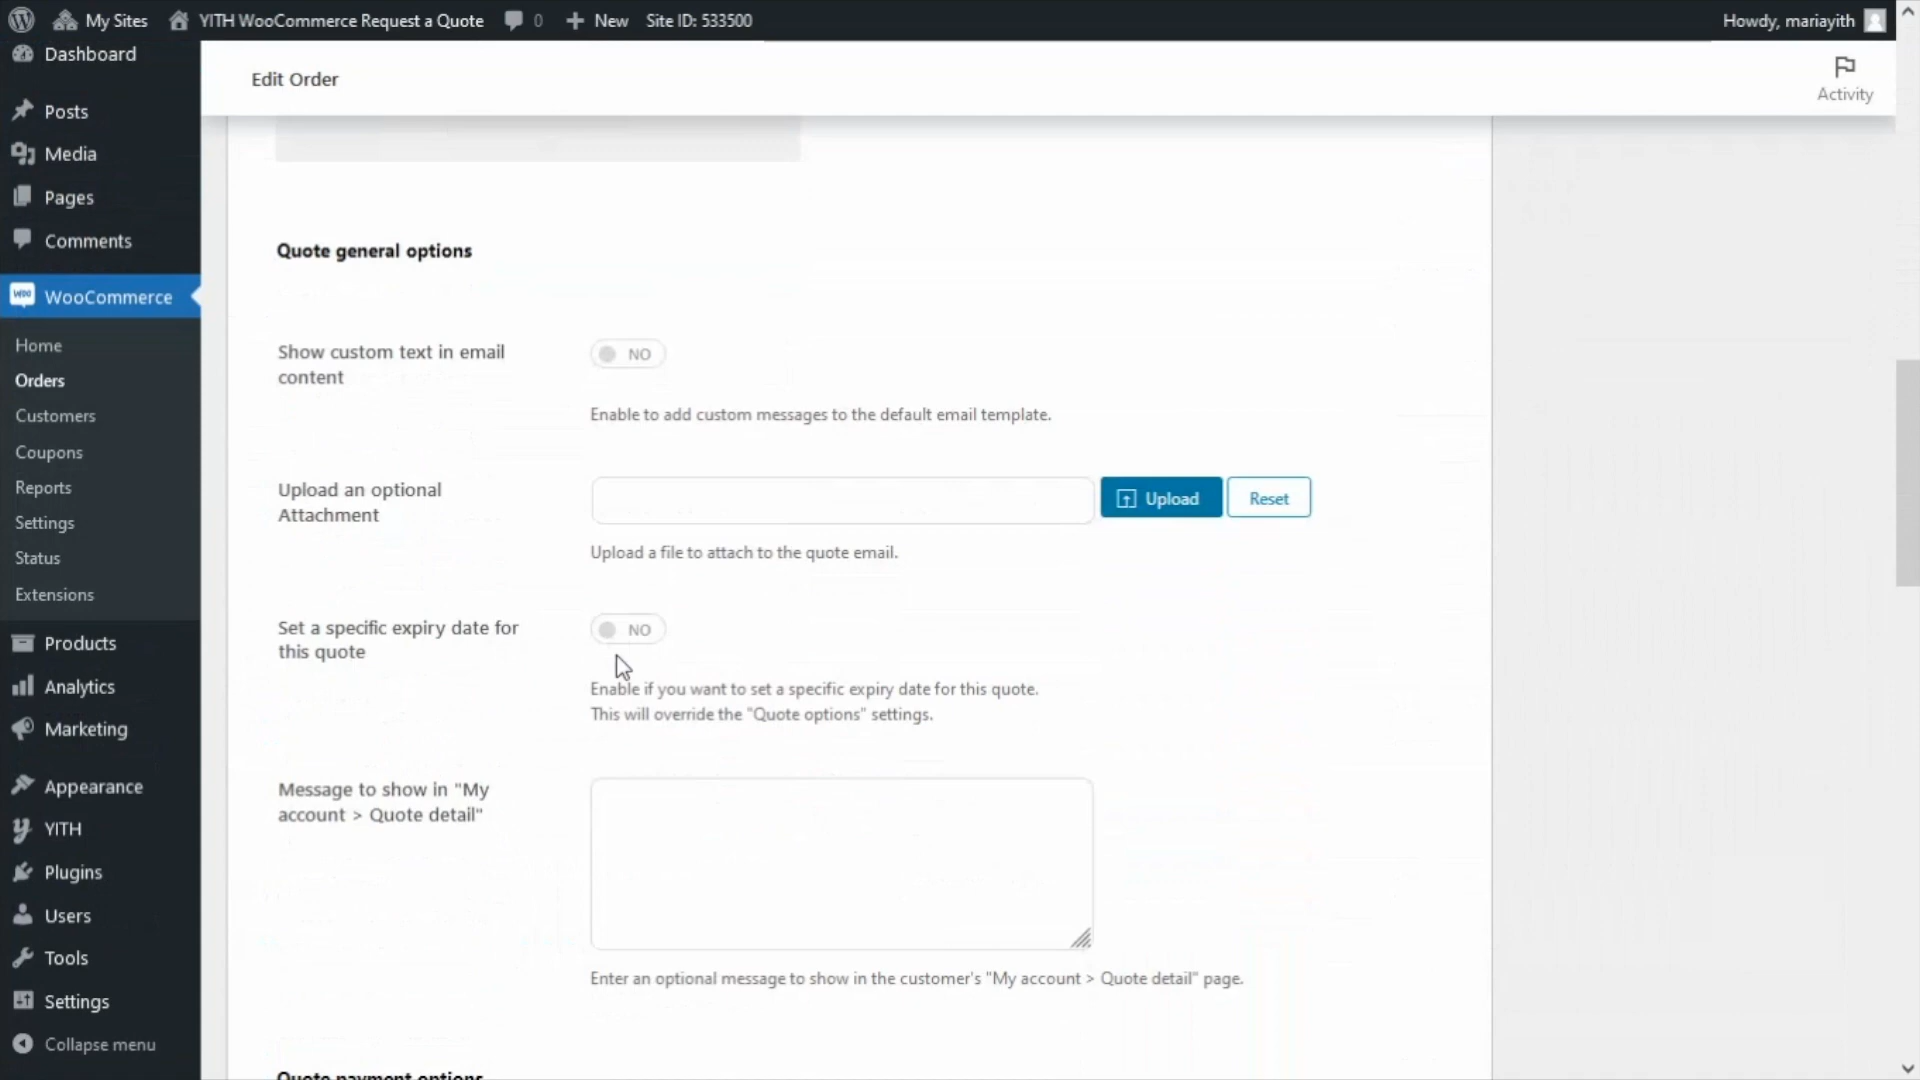 My Sites
YITH WooCommerce Request a Quote
0
New
Site ID: 533500
Howdy, mariayith
Dashboard
Posts
Media
Pages
Comments
WooCommerce
Home
Orders
Customers
Coupons
Reports
Settings
Status
Extensions
Products
Analytics
Marketing
Appearance
YITH
Plugins
Users
Tools
Settings
Collapse menu
Edit Order
Activity
Quote general options
Show custom text in email
content
NO
Enable to add custom messages to the default email template.
Upload an optional
Attachment
Upload
Reset
Upload a file to attach to the quote email.
Set a specific expiry date for
this quote
NO
Enable if you want to set a specific expiry date for this quote.
This will override the "Quote options" settings.
Message to show in "My
account > Quote detail"
Enter an optional message to show in the customer's "My account > Quote detail" page.
Quote payment options